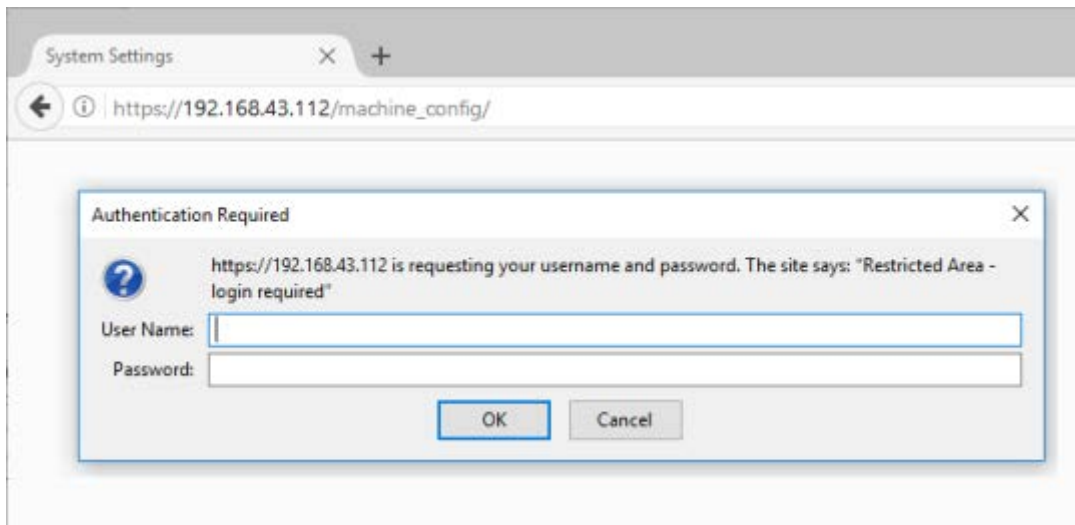 System Settings
https://192.168.43.112/machine_config/
Authentication Required
https://192.168.43.112 is requesting your username and password. The site says: "Restricted Area -
login required"
User Name:
Password:
OK Cancel